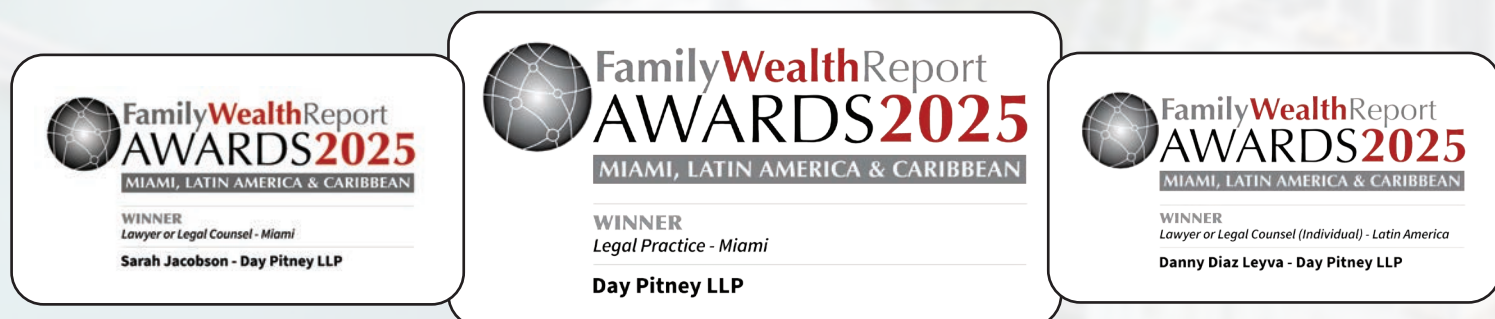 FamilyWealthReport
AWARDS2025
MIAMI, LATIN AMERICA & CARIBBEAN
WINNER
Lawyer or Legal Counsel - Miami
Sarah Jacobson - Day Pitney LLP
FamilyWealthReport
AWARDS2025
MIAMI, LATIN AMERICA & CARIBBEAN
WINNER
Legal Practice - Miami
Day Pitney LLP
FamilyWealthReport
AWARDS2025
MIAMI, LATIN AMERICA & CARIBBEAN
WINNER
Lawyer or Legal Counsel (Individual) - Latin America
Danny Diaz Leyva - Day Pitney LLP